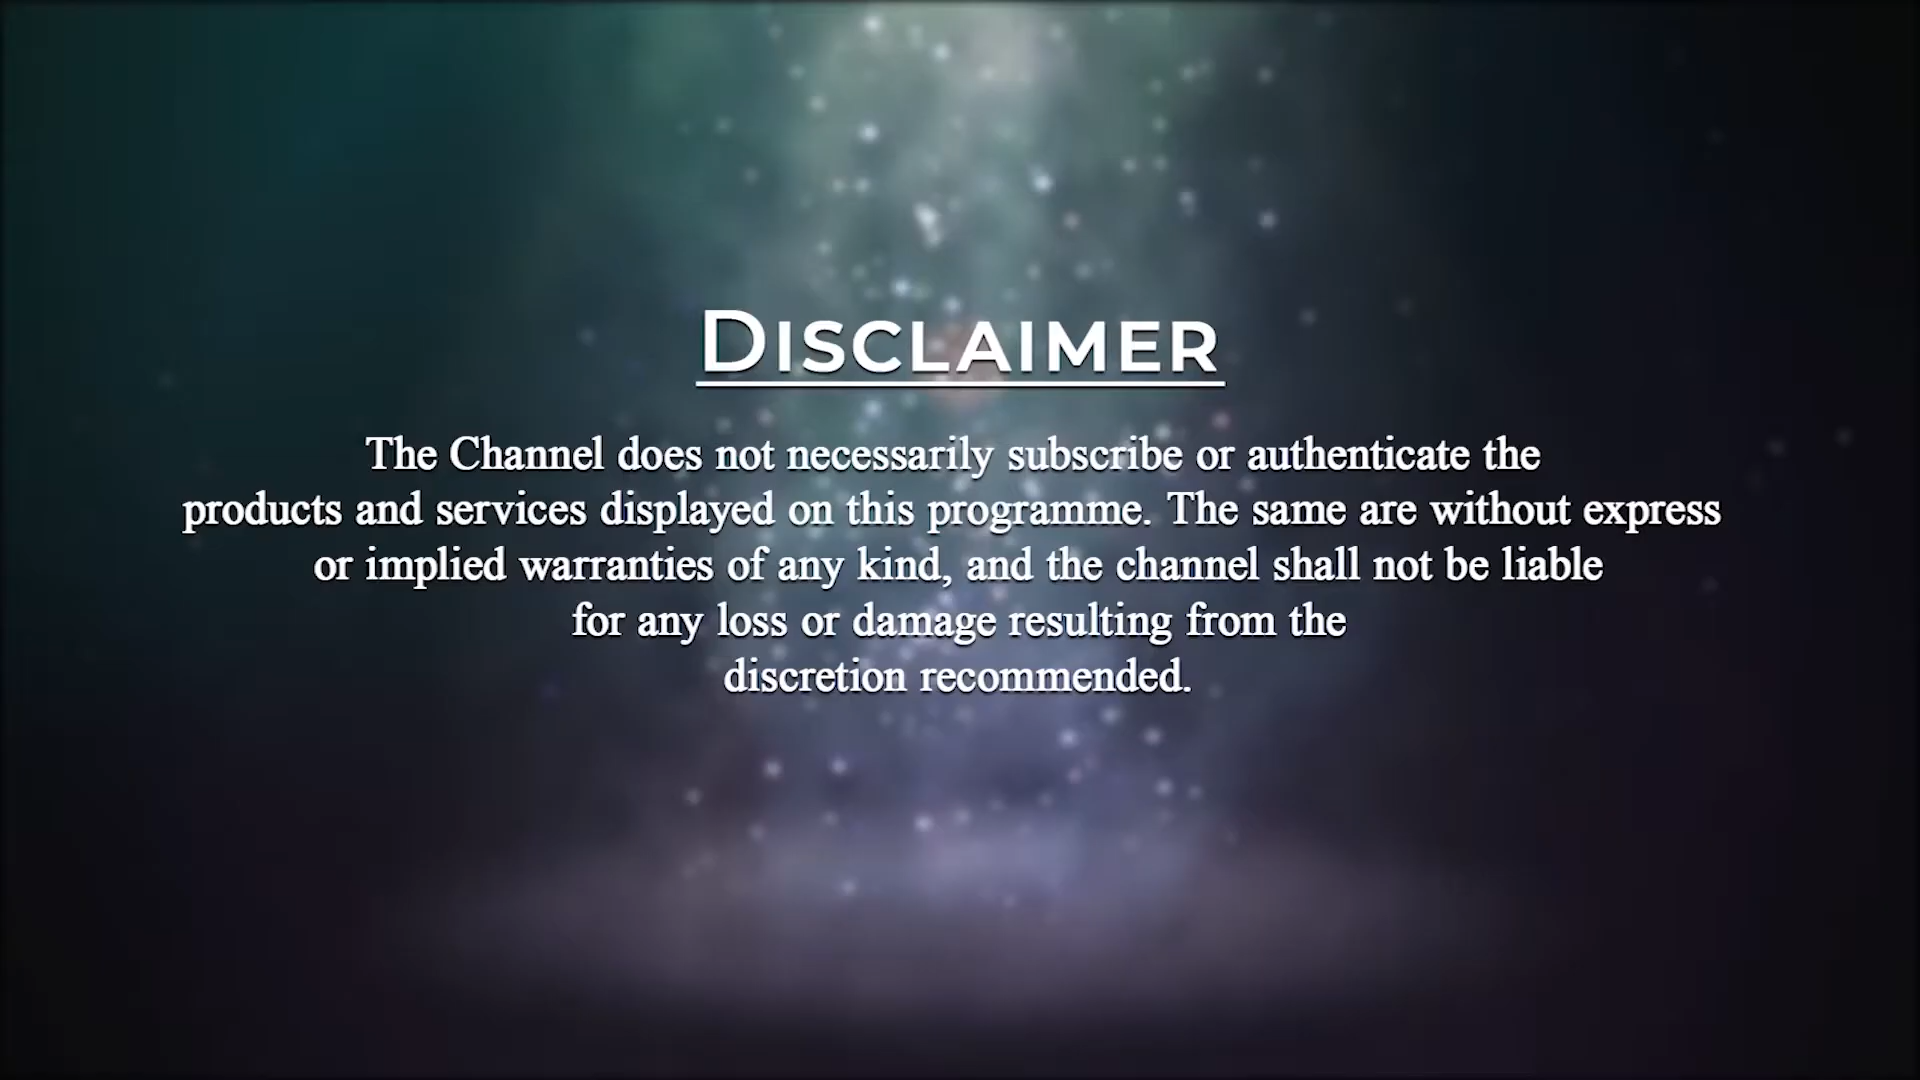 DISCLAIMER
The Channel does not necessarily subscribe or authenticate the
products and services displayed on this programme. The same are without express
or implied warranties of any kind, and the channel shall not be liable
for any loss or damage resulting from the
discretion recommended.